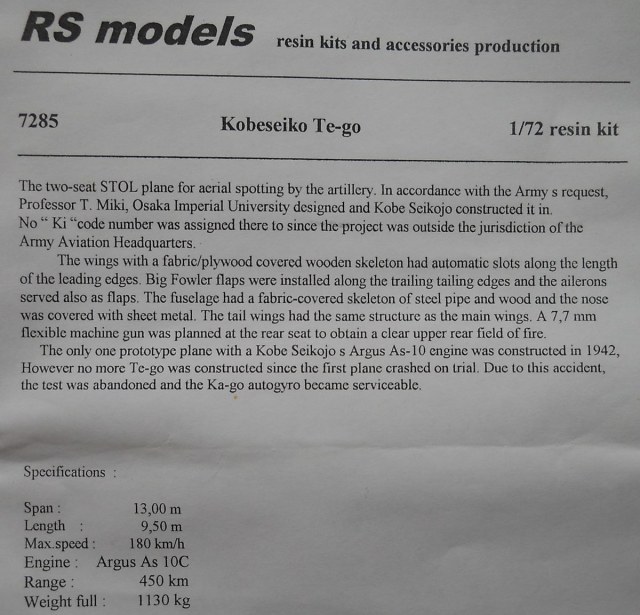 RS models resin kits and accessories production
7285 Kobeseiko Te-go 1/72 resin kit
The two-seat STOL plane for aerial spotting by the artillery. In accordance with the Army s request,
Professor T. Miki, Osaka Imperial University designed and Kobe Seikojo constructed it in.
No “ Ki “code number was assigned there to since the project was outside the jurisdiction of the
Army Aviation Headquarters.
The wings with a fabric/plywood covered wooden skeleton had automatic slots along the length
of the leading edges. Big Fowler flaps were installed along the trailing tailing edges and the ailerons
served also as flaps. The fuselage had a fabric-covered skeleton of steel pipe and wood and the nose
was covered with sheet metal. The tail wings had the same structure as the main wings. A 7,7 mm
flexible machine gun was planned at the rear seat to obtain a clear upper rear field of fire.
The only one prototype plane with a Kobe Seikojo s Argus As-10 engine was constructed in 1942,
However no more Te-go was constructed since the first plane crashed on trial. Due to this accident,
the test was abandoned and the Ka-go autogyro became serviceable.
Specifications :
Span : 13,00 m
Length : 9,50 m
Max.speed : 180 km/h
Engine : Argus As 10C
Range : 450 km
Weight full : 1130 kg